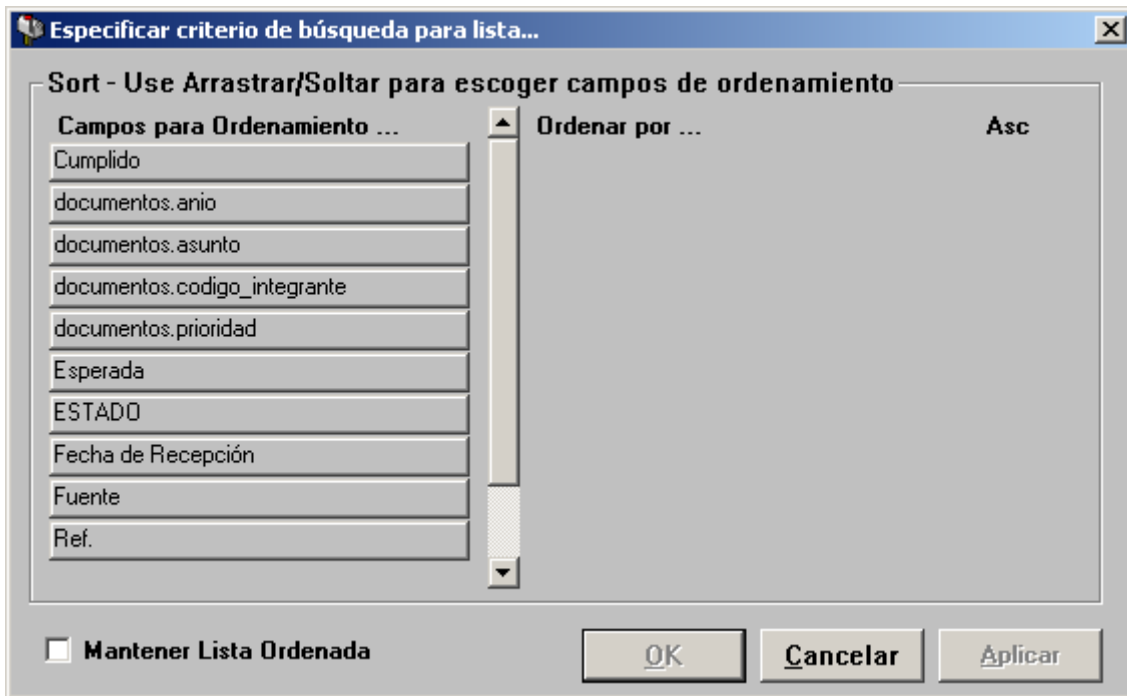 Especificar criterio de búsqueda para lista...
Sort - Use Arrastrar/Soltar para escoger campos de ordenamiento
Campos para Ordenamiento ... Ordenar por ... Asc
Cumplido
documentos.anio
documentos.asunto
documentos.codigo_integrante
documentos.prioridad
Esperada
ESTADO
Fecha de Recepción
Fuente
Ref.
Mantener Lista Ordenada OK Cancelar Aplicar